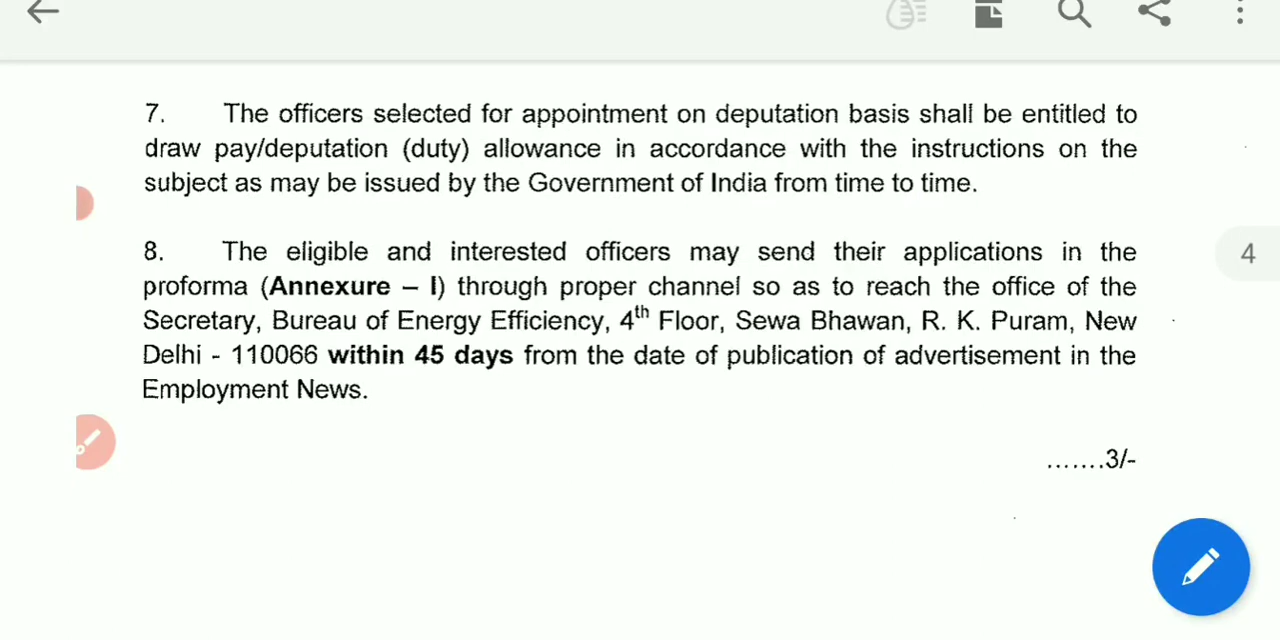 7. The officers selected for appointment on deputation basis shall be entitled to
draw pay/deputation (duty) allowance in accordance with the instructions on the
subject as may be issued by the Government of India from time to time.
8. The eligible and interested officers may send their applications in the
4
proforma (Annexure – I) through proper channel so as to reach the office of the
Secretary, Bureau of Energy Efficiency, 4th Floor, Sewa Bhawan, R. K. Puram, New
Delhi - 110066 within 45 days from the date of publication of advertisement in the
Employment News.
.......3/-